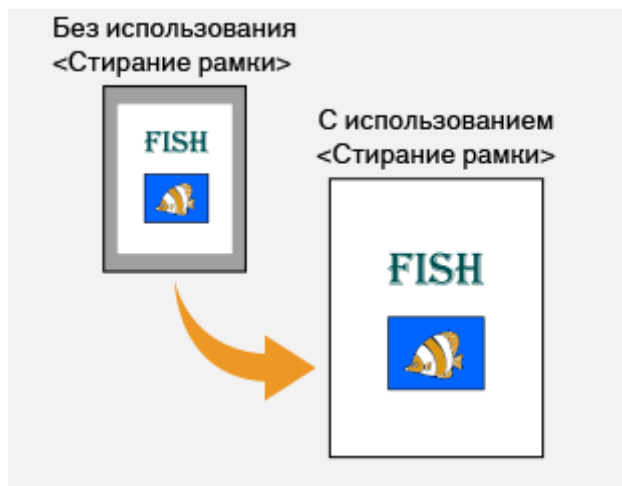 Без использования
<Стирание рамки>
FISH
С использованием
<Стирание рамки>
FISH